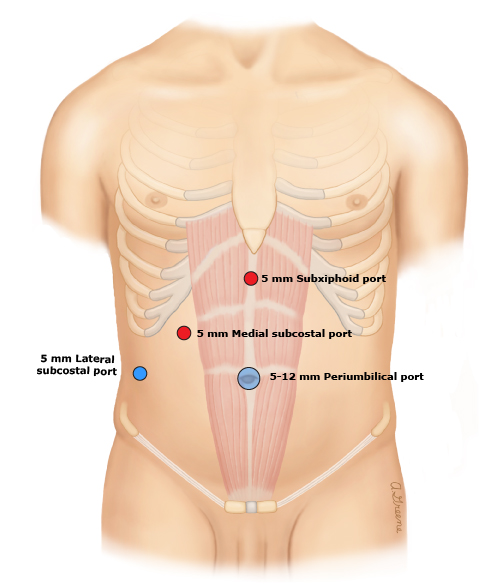 5 mm Subxiphoid port
5 mm Medial subcostal port
5 mm Lateral
subcostal port
5-12 mm Periumbilical port
A.Greene